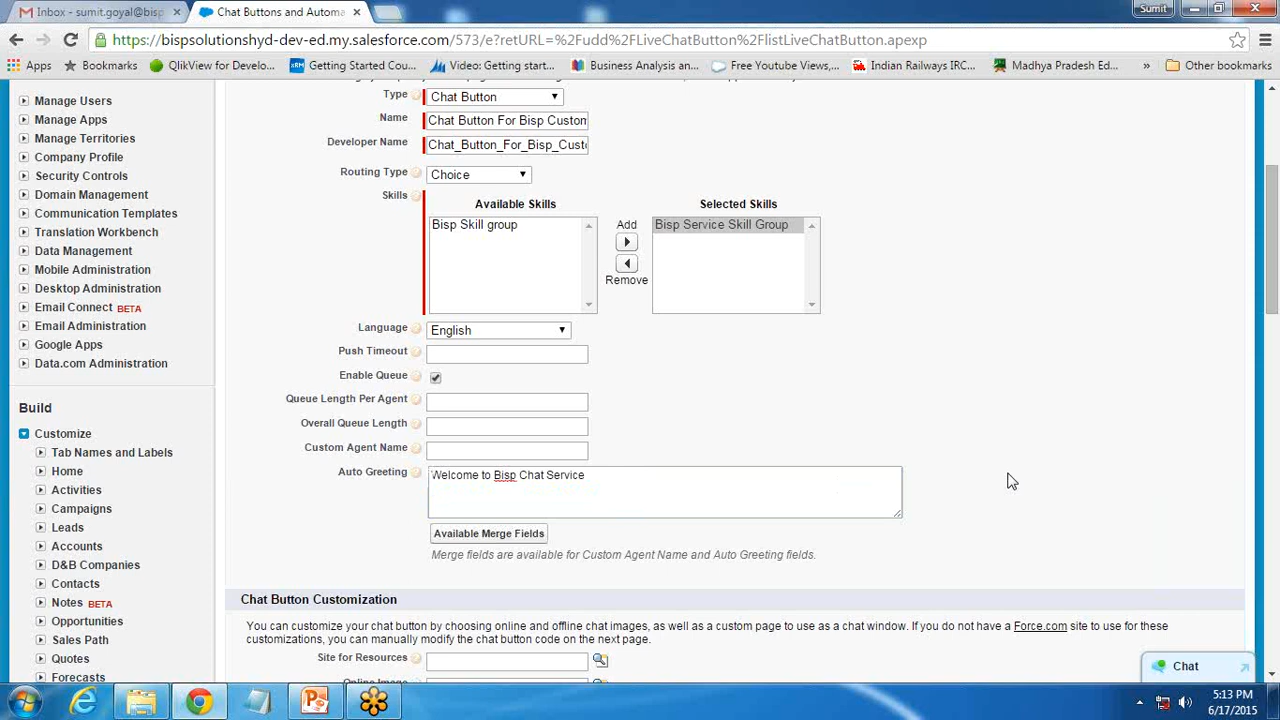 Inbox - sumit.goyal@bisp
Chat Buttons and Automa
Sumit
https://bispsolutionshyd-dev-ed.my.salesforce.com/573/e?retURL=%2Fudd%2FLiveChatButton%2FlistLiveChatButton.apexp
Apps
Bookmarks
QlikView for Develo...
Getting Started Cou...
Video: Getting start...
Business Analysis an...
Free Youtube Videos,...
Indian Railways IRC...
Madhya Pradesh Ed...
»
Other bookmarks
Manage Users
Manage Apps
Manage Territories
Company Profile
Security Controls
Domain Management
Communication Templates
Translation Workbench
Data Management
Mobile Administration
Desktop Administration
Email Connect BETA
Email Administration
Google Apps
Data.com Administration
Build
Customize
Tab Names and Labels
Home
Activities
Campaigns
Leads
Accounts
D&B Companies
Contacts
Notes BETA
Opportunities
Sales Path
Quotes
Forecasts
Type Chat Button
Name Chat Button For Bisp Custom
Developer Name Chat_Button_For_Bisp_Cust
Routing Type Choice
Skills
Available Skills
Selected Skills
Bisp Skill group
Add
Remove
Bisp Service Skill Group
Language English
Push Timeout
Enable Queue
Queue Length Per Agent
Overall Queue Length
Custom Agent Name
Auto Greeting Welcome to Bisp Chat Service
Available Merge Fields
Merge fields are available for Custom Agent Name and Auto Greeting fields.
Chat Button Customization
You can customize your chat button by choosing online and offline chat images, as well as a custom page to use as a chat window. If you do not have a Force.com site to use for these
customizations, you can manually modify the chat button code on the next page.
Site for Resources
Online Image
Chat
5:13 PM
6/17/2015